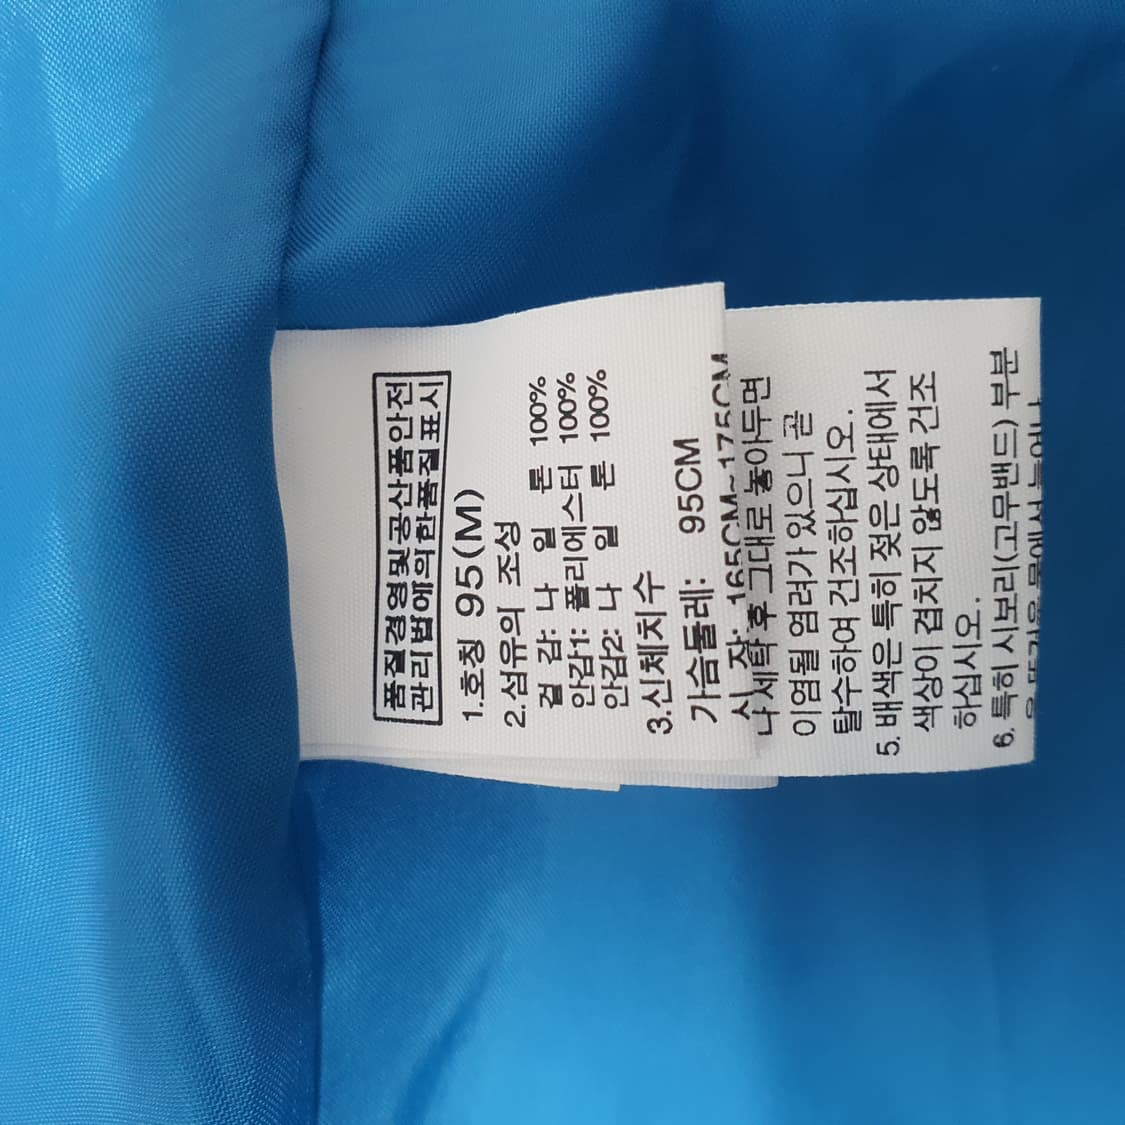 품질경영및공산품안전
관리법에의한품질표시
1.호칭 95(M)
2.섬유의 조성
겉 감: 나 일 론 100%
안감1: 폴리에스터 100%
안감2: 나 일 론 100%
3.신체치수
가슴둘레: 95CM
신 장: 165CM~175CM
나 세탁 후 그대로 놓아두면
이염될 염려가 있으니 곧
탈수하여 건조하십시오.
5. 배색은 특히 젖은 상태에서
색상이 겹치지 않도록 건조
하십시오.
6. 특히 시보리(고무밴드) 부분